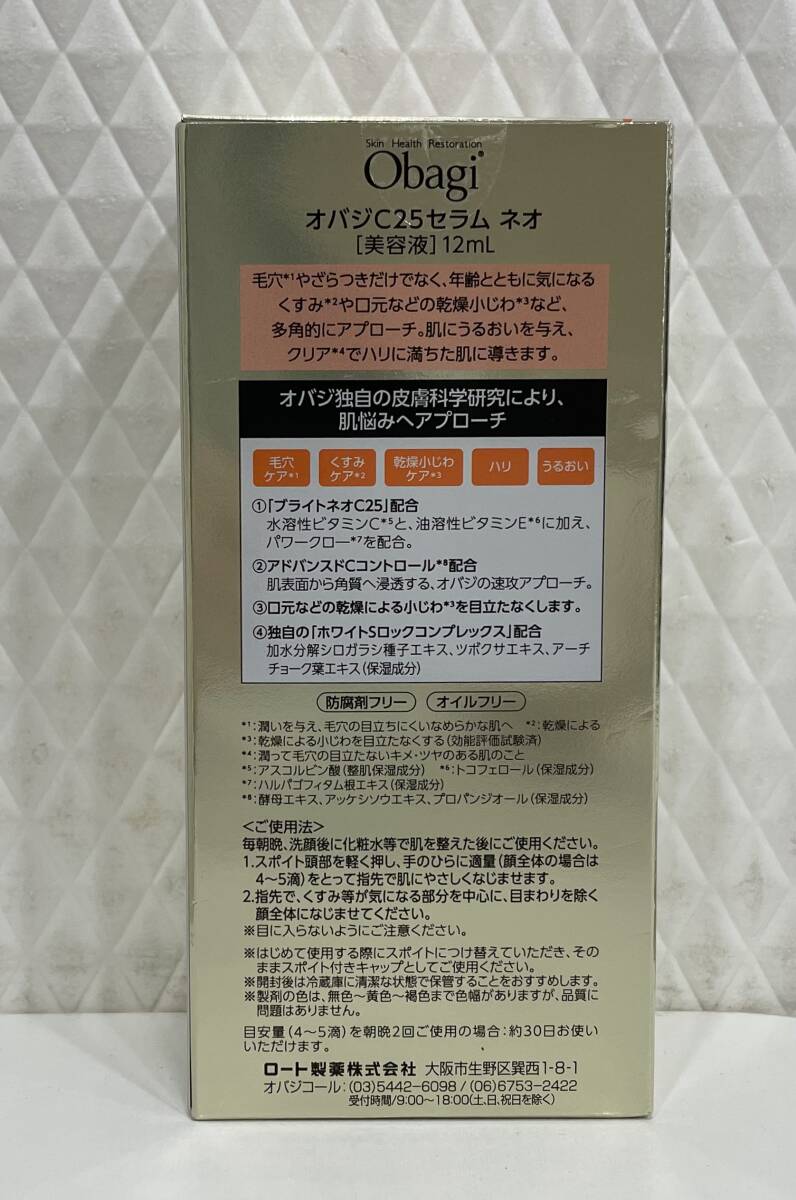 Skin Health Restoration
Obagi®
オバジC25セラム ネオ
[美容液]12mL
毛穴*1やざらつきだけでなく、年齢とともに気になる
くすみ*2や口元などの乾燥小じわ*3など、
多角的にアプローチ。肌にうるおいを与え、
クリア*4でハリに満ちた肌に導きます。
オバジ独自の皮膚科学研究により、
肌悩みへアプローチ
毛穴
ケア*1
くすみ
ケア*2
乾燥小じわ
ケア*3
ハリ
うるおい
①「ブライトネオC25」配合
水溶性ビタミンC*5と、油溶性ビタミンE*6に加え、
パワークロー*7を配合。
②アドバンスドCコントロール*8配合
肌表面から角質へ浸透する、オバジの速攻アプローチ。
③口元などの乾燥による小じわ*3を目立たなくします。
④独自の「ホワイトSロックコンプレックス」配合
加水分解シロガラシ種子エキス、ツボクサエキス、アーチ
チョーク葉エキス(保湿成分)
防腐剤フリー オイルフリー
*1:潤いを与え、毛穴の目立ちにくいなめらかな肌へ *2:乾燥による
*3:乾燥による小じわを目立たなくする(効能評価試験済)
*4:潤って毛穴の目立たないキメ・ツヤのある肌のこと
*5:アスコルビン酸(整肌保湿成分) *6:トコフェロール(保湿成分)
*7:ハルパゴフィタム根エキス(保湿成分)
*8:酵母エキス、アッケシソウエキス、プロパンジオール(保湿成分)
<ご使用法>
毎朝晩、洗顔後に化粧水等で肌を整えた後にご使用ください。
1.スポイト頭部を軽く押し、手のひらに適量(顔全体の場合は
4〜5滴)をとって指先で肌にやさしくなじませます。
2.指先で、くすみ等が気になる部分を中心に、目まわりを除く
顔全体になじませてください。
※目に入らないようにご注意ください。
※はじめて使用する際にスポイトにつけ替えていただき、その
ままスポイト付きキャップとしてご使用ください。
※開封後は冷蔵庫に清潔な状態で保管することをおすすめします。
※製剤の色は、無色〜黄色〜褐色まで色幅がありますが、品質に
問題はありません。
目安量(4〜5滴)を朝晩2回ご使用の場合:約30日お使い
いただけます。
ロート製薬株式会社 大阪市生野区巽西1-8-1
オバジコール:(03)5442-6098/(06)6753-2422
受付時間/9:00〜18:00(土、日、祝日を除く)